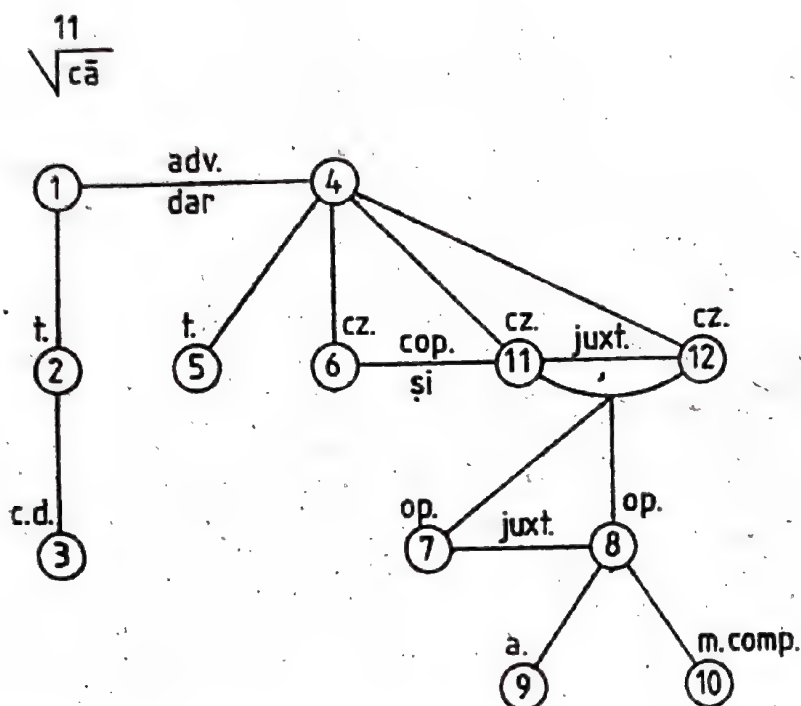 11
cā
1 adv. dar 4
t. 2 t. 5 cz. 6 cop. și cz. 11 juxt. , cz. 12
c.d. 3 op. 7 juxt. op. 8
a. 9 m.comp. 10